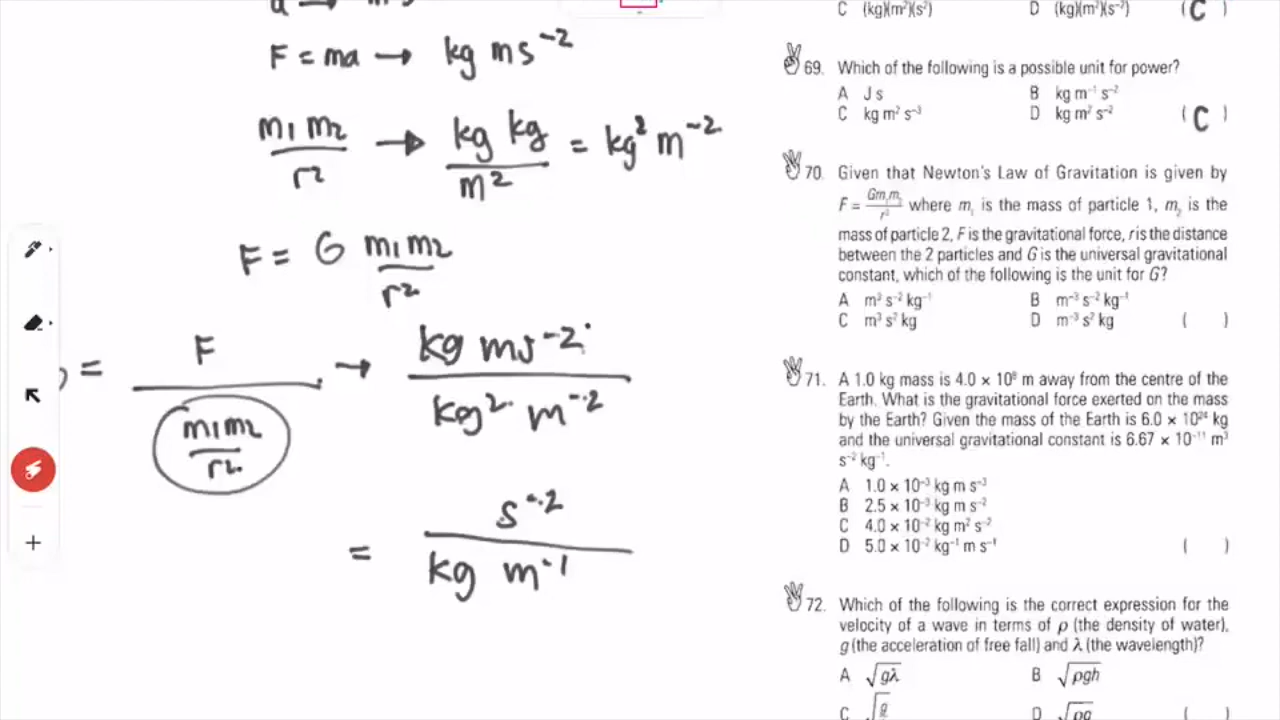 F = ma → kg ms⁻²
m₁ m₂ / r² → kg kg / m² = kg² m⁻²
F = G m₁m₂ / r²
= F / (m₁m₂ / r²) → kg ms⁻² / kg² m⁻²
= s⁻² / kg m⁻¹
C (kg)(m²)(s²) D (kg)(m²)(s⁻²) ( C )
69. Which of the following is a possible unit for power?
A J s B kg m⁻¹ s⁻²
C kg m² s⁻³ D kg m² s⁻² ( C )
70. Given that Newton's Law of Gravitation is given by
F = Gm₁m₂ / r² where m₁ is the mass of particle 1, m₂ is the
mass of particle 2, F is the gravitational force, r is the distance
between the 2 particles and G is the universal gravitational
constant, which of the following is the unit for G?
A m³ s⁻² kg⁻¹ B m⁻³ s⁻² kg⁻¹
C m³ s² kg D m⁻³ s² kg ( )
71. A 1.0 kg mass is 4.0 × 10⁸ m away from the centre of the
Earth. What is the gravitational force exerted on the mass
by the Earth? Given the mass of the Earth is 6.0 × 10²⁴ kg
and the universal gravitational constant is 6.67 × 10⁻¹¹ m³
s⁻² kg⁻¹.
A 1.0 × 10⁻³ kg m s⁻³
B 2.5 × 10⁻³ kg m s⁻²
C 4.0 × 10⁻² kg m² s⁻²
D 5.0 × 10⁻² kg⁻¹ m s⁻¹ ( )
72. Which of the following is the correct expression for the
velocity of a wave in terms of ρ (the density of water),
g (the acceleration of free fall) and λ (the wavelength)?
A √gλ B √ρgh
C D √ρg